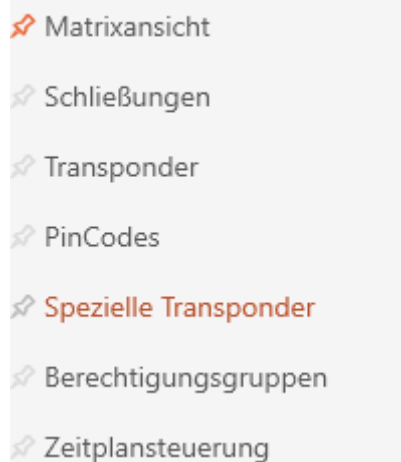 Matrixansicht
Schließungen
Transponder
PinCodes
Spezielle Transponder
Berechtigungsgruppen
Zeitplansteuerung